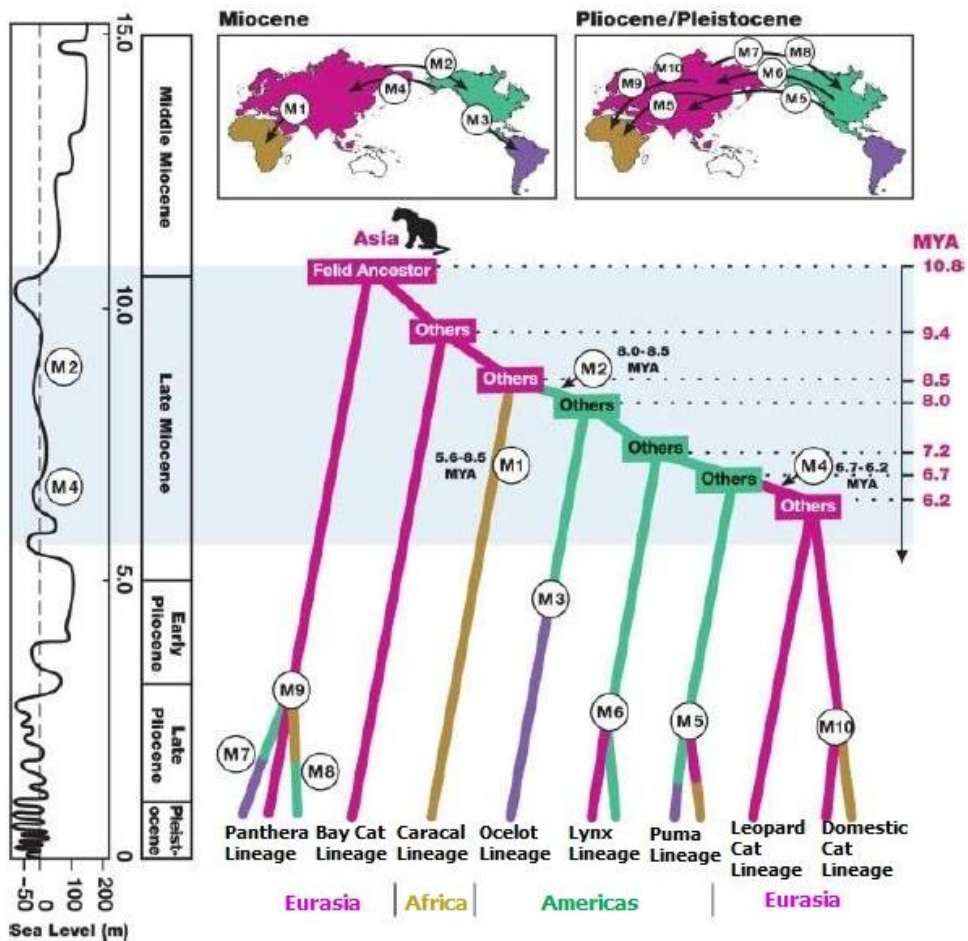 Miocene
M1
M2
M4
M3
Pliocene/Pleistocene
M9
M10
M7
M8
M6
M5
M5
15.0
10.0
5.0
0
Middle Miocene
Late Miocene
Early
Pliocene
Late
Pliocene
Pleist-
ocene
M2
M4
-50
0
100
200
Sea Level (m)
Asia
MYA
Felid Ancestor
10.8
Others
9.4
Others
8.0-8.5
MYA
M2
8.5
Others
8.0
5.6-8.5
MYA
M1
Others
7.2
Others
M4
6.7-6.2
MYA
6.7
Others
6.2
M3
M9
M7
M8
M6
M5
M10
Panthera
Lineage
Bay Cat
Lineage
Caracal
Lineage
Ocelot
Lineage
Lynx
Lineage
Puma
Lineage
Leopard
Cat
Lineage
Domestic
Cat
Lineage
Eurasia
Africa
Americas
Eurasia